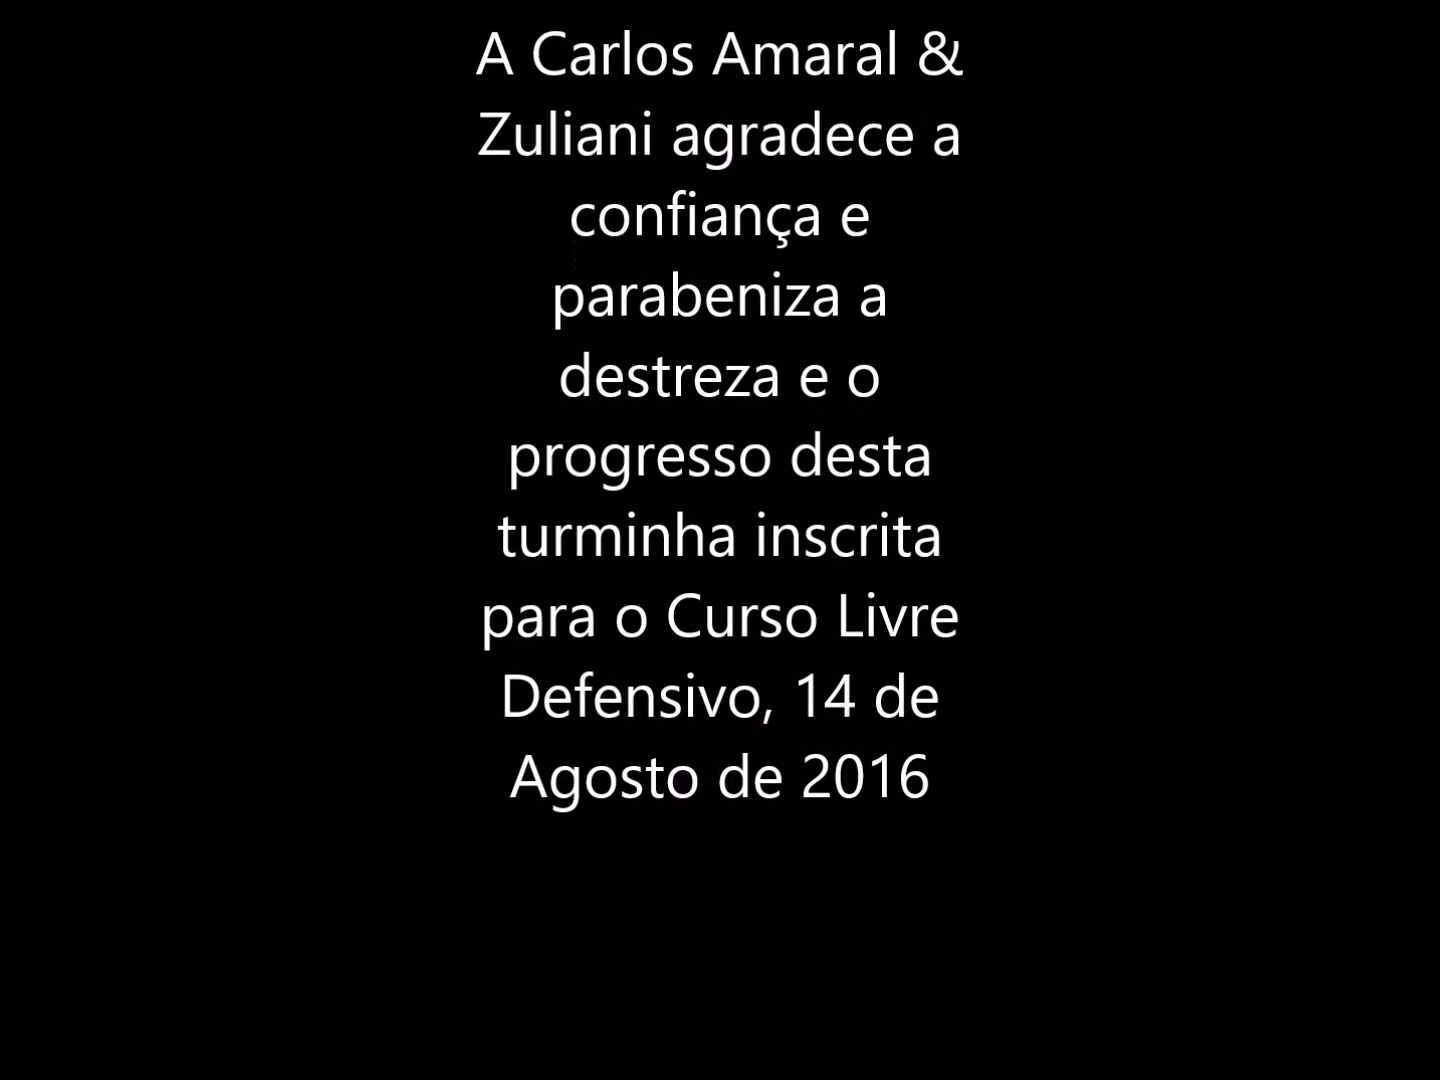 A Carlos Amaral &
Zuliani agradece a
confiança e
parabeniza a
destreza e o
progresso desta
turminha inscrita
para o Curso Livre
Defensivo, 14 de
Agosto de 2016